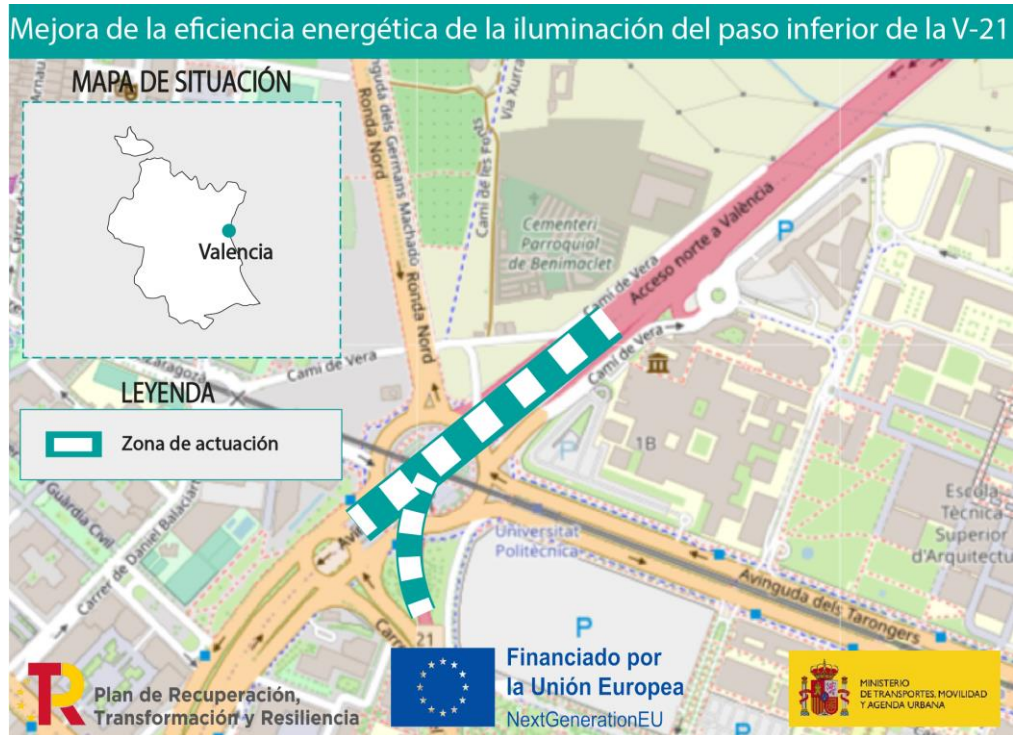 Mejora de la eficiencia energética de la iluminación del paso inferior de la V-21
MAPA DE SITUACIÓN
Valencia
LEYENDA
Zona de actuación
Avinguda dels Germans Machado
Ronda Nord
Ronda Nord
Camí de les Fonts
Via Xurra
Cementeri
Parroquial
de Benimaclet
Acceso norte a València
Camí de Vera
Camí de Vera
Camí de Vera
Zaragoza
P
P
P
P
1B
Escola
Tècnica
Superior
d'Arquitectu
Universitat
Politècnica
Avinguda dels Tarongers
Guàrdia Civil
Carrer de Daniel Balaciart
21
Plan de Recuperación,
Transformación y Resiliencia
Financiado por
la Unión Europea
NextGenerationEU
MINISTERIO
DE TRANSPORTES, MOVILIDAD
Y AGENDA URBANA